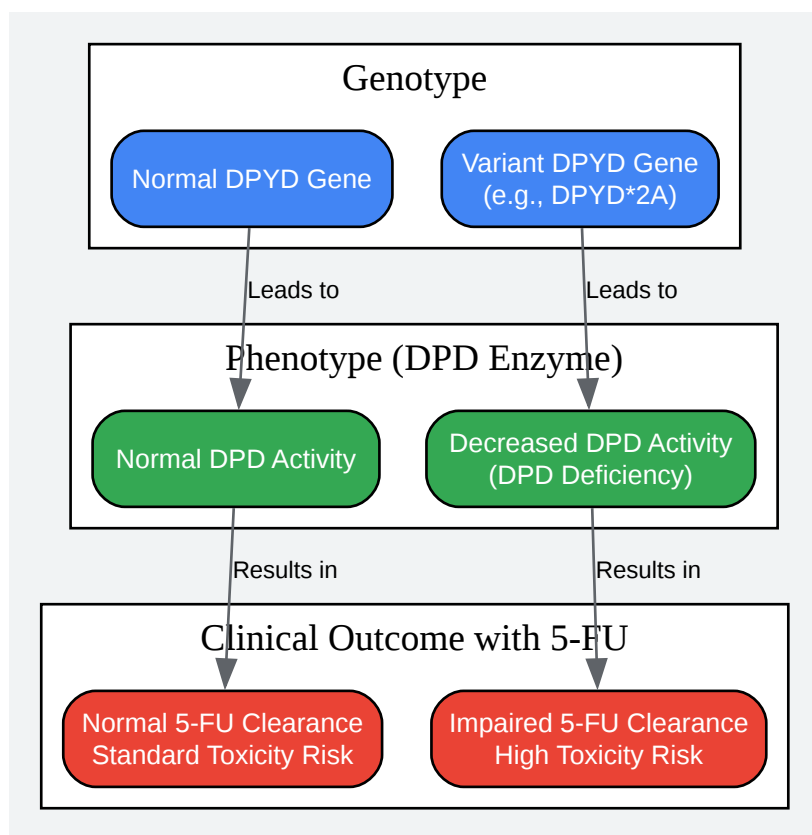 Genotype
Normal DPYD Gene
Variant DPYD Gene
(e.g., DPYD*2A)
Leads to
Leads to
Phenotype (DPD Enzyme)
Normal DPD Activity
Decreased DPD Activity
(DPD Deficiency)
Results in
Results in
Clinical Outcome with 5-FU
Normal 5-FU Clearance
Standard Toxicity Risk
Impaired 5-FU Clearance
High Toxicity Risk